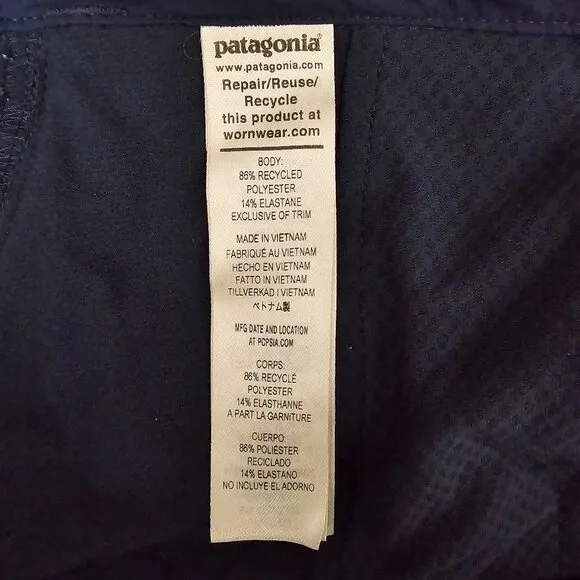 patagonia®
www.patagonia.com
Repair/Reuse/
Recycle
this product at
wornwear.com
BODY:
86% RECYCLED
POLYESTER
14% ELASTANE
EXCLUSIVE OF TRIM
MADE IN VIETNAM
FABRIQUÉ AU VIETNAM
HECHO EN VIETNAM
FATTO IN VIETNAM
TILLVERKAD I VIETNAM
ベトナム製
MFG DATE AND LOCATION
AT PCPSIA.COM
CORPS:
86% RECYCLÉ
POLYESTER
14% ELASTHANNE
A PART LA GARNITURE
CUERPO:
86% POLIÉSTER
RECICLADO
14% ELASTANO
NO INCLUYE EL ADORNO